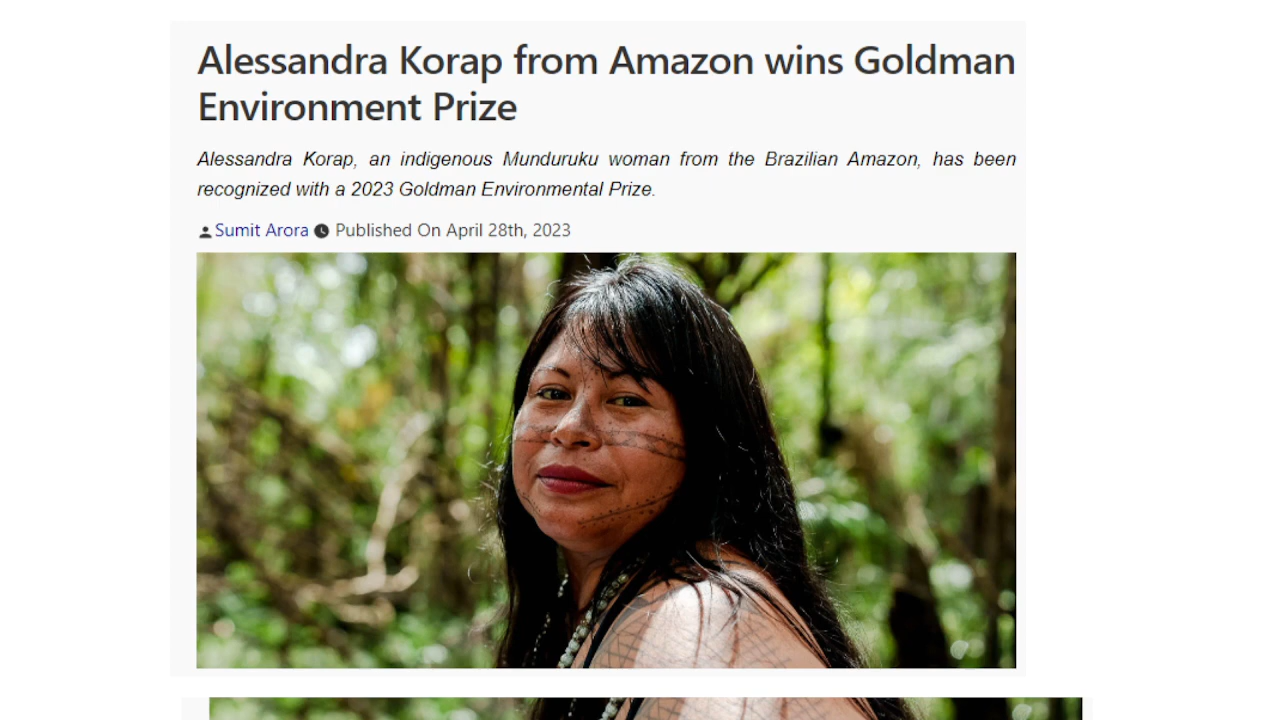 Alessandra Korap from Amazon wins Goldman
Environment Prize
Alessandra Korap, an indigenous Munduruku woman from the Brazilian Amazon, has been
recognized with a 2023 Goldman Environmental Prize.
Sumit Arora Published On April 28th, 2023